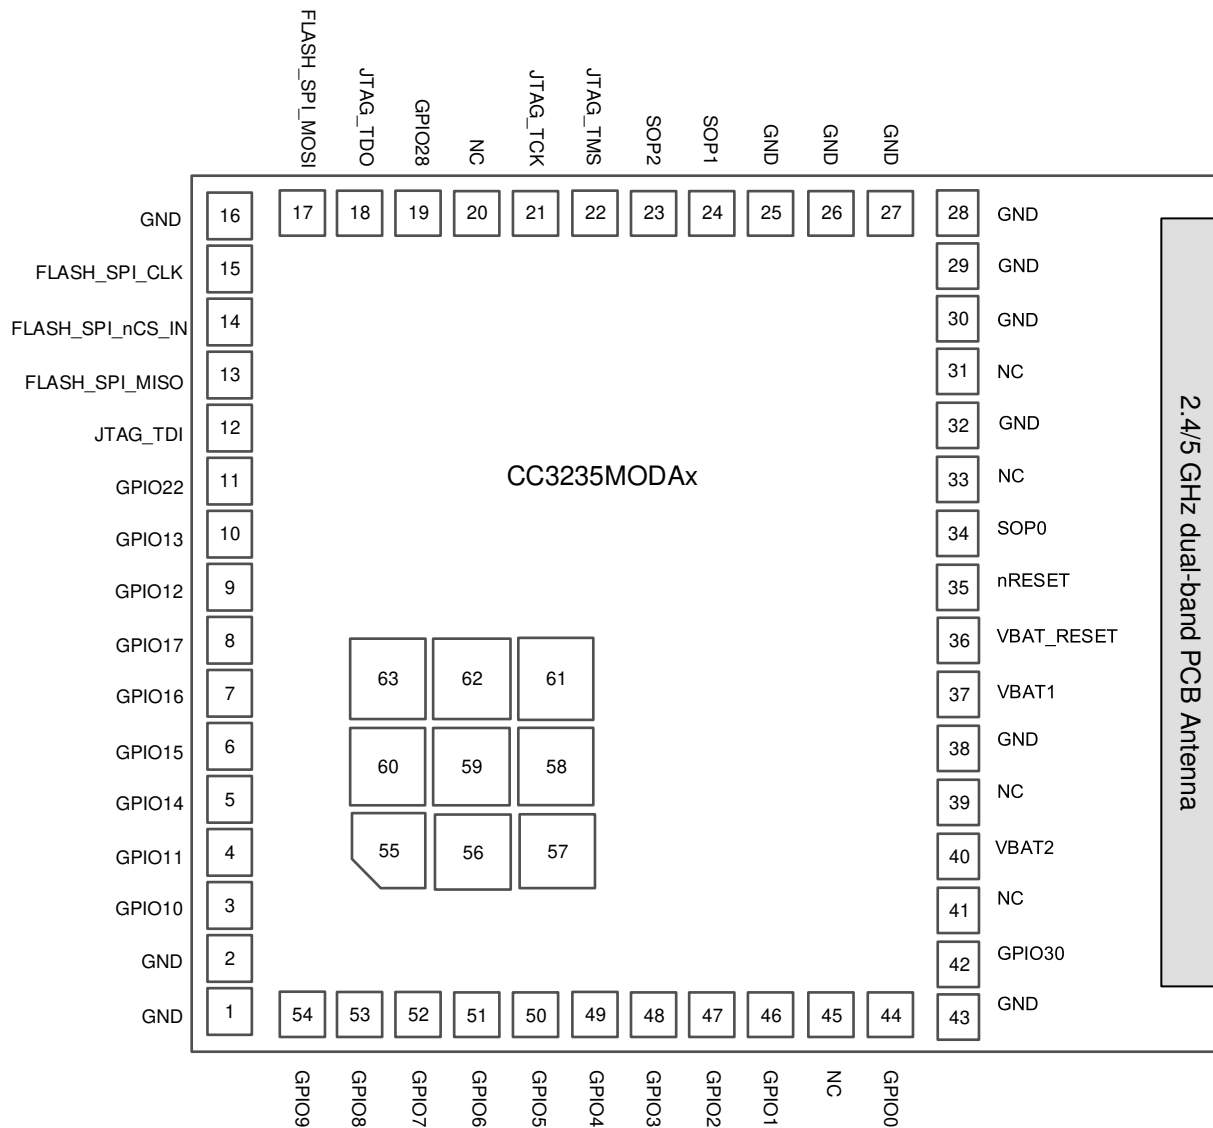 FLASH_SPI_MOSI
JTAG_TDO
GPIO28
NC
JTAG_TCK
JTAG_TMS
SOP2
SOP1
GND
GND
GND
17
18
19
20
21
22
23
24
25
26
27
GND
16
FLASH_SPI_CLK
15
FLASH_SPI_nCS_IN
14
FLASH_SPI_MISO
13
JTAG_TDI
12
GPIO22
11
GPIO13
10
GPIO12
9
GPIO17
8
GPIO16
7
GPIO15
6
GPIO14
5
GPIO11
4
GPIO10
3
GND
2
GND
1
CC3235MODAx
63
62
61
60
59
58
55
56
57
28
GND
29
GND
30
GND
31
NC
32
GND
33
NC
34
SOP0
35
nRESET
36
VBAT_RESET
37
VBAT1
38
GND
39
NC
40
VBAT2
41
NC
42
GPIO30
43
GND
2.4/5 GHz dual-band PCB Antenna
54
53
52
51
50
49
48
47
46
45
44
GPIO9
GPIO8
GPIO7
GPIO6
GPIO5
GPIO4
GPIO3
GPIO2
GPIO1
NC
GPIO0